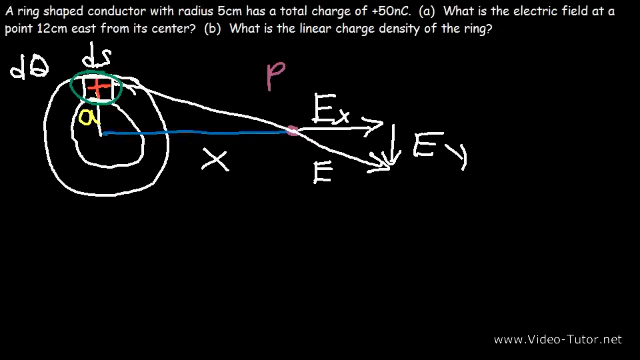 A ring shaped conductor with radius 5cm has a total charge of +50nC. (a) What is the electric field at a
point 12cm east from its center? (b) What is the linear charge density of the ring?
dQ ds
P
+
a
Ex
Ey
X
E
www.Video-Tutor.net